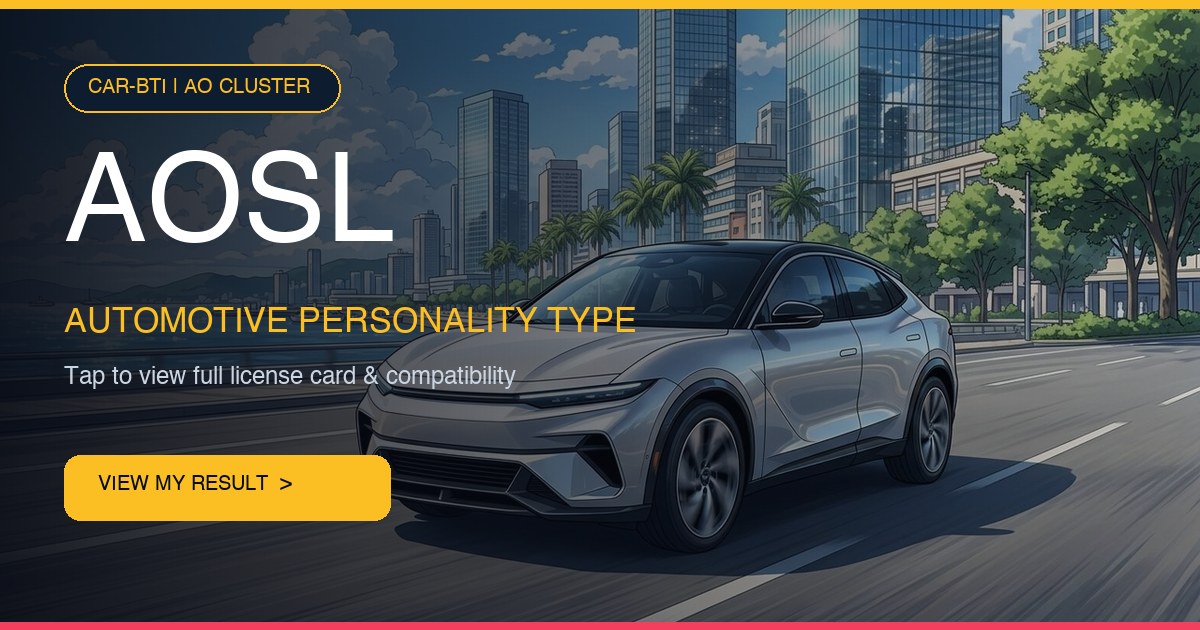 CAR-BTI | AO CLUSTER
AOSL
AUTOMOTIVE PERSONALITY TYPE
Tap to view full license card & compatibility
VIEW MY RESULT >